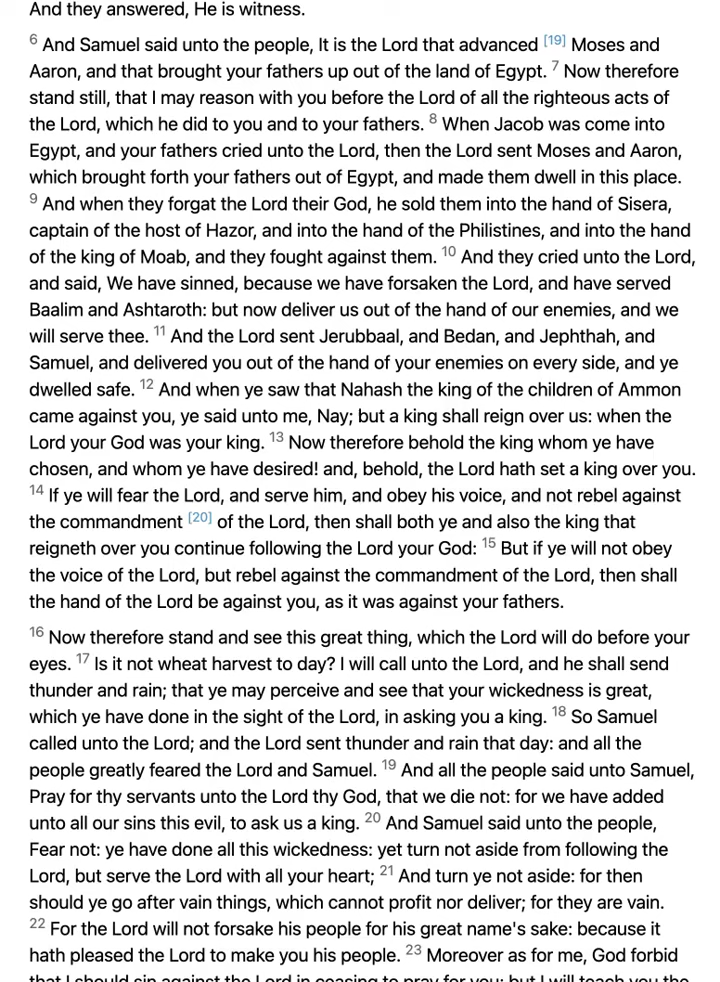 And they answered, He is witness.
6 And Samuel said unto the people, It is the Lord that advanced [19] Moses and
Aaron, and that brought your fathers up out of the land of Egypt. 7 Now therefore
stand still, that I may reason with you before the Lord of all the righteous acts of
the Lord, which he did to you and to your fathers. 8 When Jacob was come into
Egypt, and your fathers cried unto the Lord, then the Lord sent Moses and Aaron,
which brought forth your fathers out of Egypt, and made them dwell in this place.
9 And when they forgat the Lord their God, he sold them into the hand of Sisera,
captain of the host of Hazor, and into the hand of the Philistines, and into the hand
of the king of Moab, and they fought against them. 10 And they cried unto the Lord,
and said, We have sinned, because we have forsaken the Lord, and have served
Baalim and Ashtaroth: but now deliver us out of the hand of our enemies, and we
will serve thee. 11 And the Lord sent Jerubbaal, and Bedan, and Jephthah, and
Samuel, and delivered you out of the hand of your enemies on every side, and ye
dwelled safe. 12 And when ye saw that Nahash the king of the children of Ammon
came against you, ye said unto me, Nay; but a king shall reign over us: when the
Lord your God was your king. 13 Now therefore behold the king whom ye have
chosen, and whom ye have desired! and, behold, the Lord hath set a king over you.
14 If ye will fear the Lord, and serve him, and obey his voice, and not rebel against
the commandment [20] of the Lord, then shall both ye and also the king that
reigneth over you continue following the Lord your God: 15 But if ye will not obey
the voice of the Lord, but rebel against the commandment of the Lord, then shall
the hand of the Lord be against you, as it was against your fathers.
16 Now therefore stand and see this great thing, which the Lord will do before your
eyes. 17 Is it not wheat harvest to day? I will call unto the Lord, and he shall send
thunder and rain; that ye may perceive and see that your wickedness is great,
which ye have done in the sight of the Lord, in asking you a king. 18 So Samuel
called unto the Lord; and the Lord sent thunder and rain that day: and all the
people greatly feared the Lord and Samuel. 19 And all the people said unto Samuel,
Pray for thy servants unto the Lord thy God, that we die not: for we have added
unto all our sins this evil, to ask us a king. 20 And Samuel said unto the people,
Fear not: ye have done all this wickedness: yet turn not aside from following the
Lord, but serve the Lord with all your heart; 21 And turn ye not aside: for then
should ye go after vain things, which cannot profit nor deliver; for they are vain.
22 For the Lord will not forsake his people for his great name's sake: because it
hath pleased the Lord to make you his people. 23 Moreover as for me, God forbid
that I should sin against the Lord in ceasing to pray for you: but I will teach you the